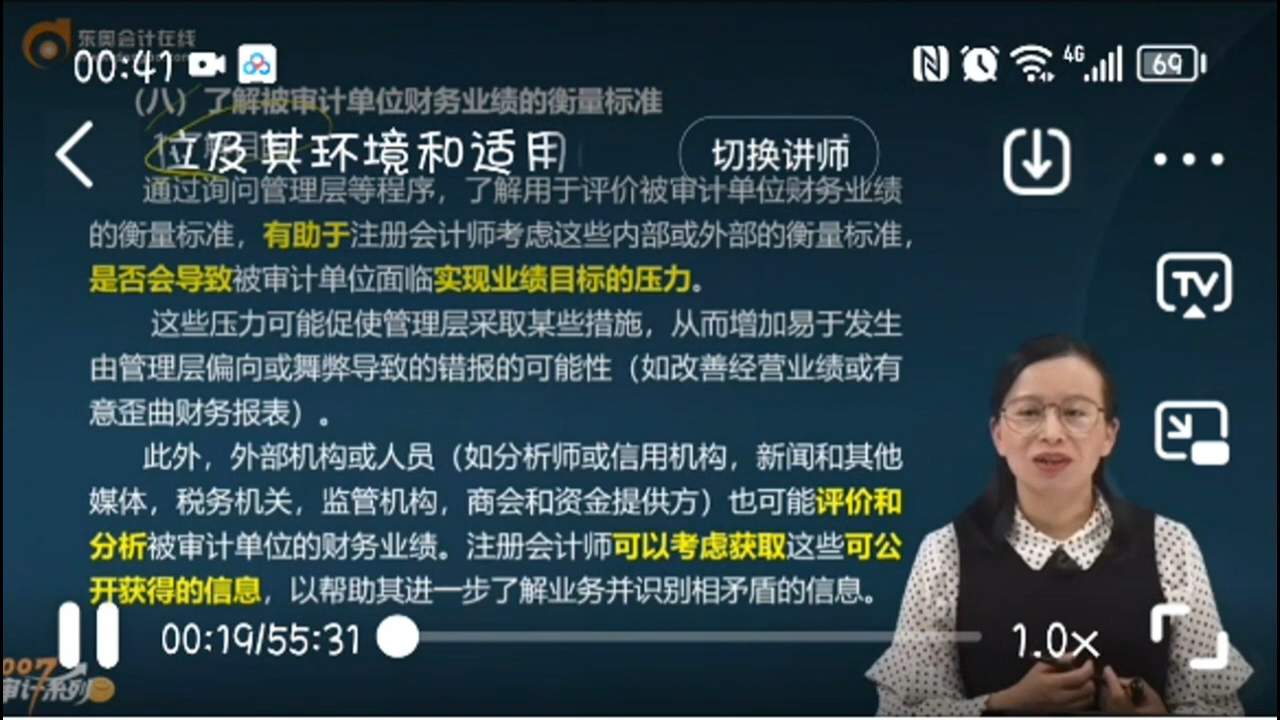 东奥会计在线
00:41
4G
69
(八)了解被审计单位财务业绩的衡量标准
位及其环境和适用
切换讲师
通过询问管理层等程序，了解用于评价被审计单位财务业绩
的衡量标准，有助于注册会计师考虑这些内部或外部的衡量标准，
是否会导致被审计单位面临实现业绩目标的压力。
TV
这些压力可能促使管理层采取某些措施，从而增加易于发生
由管理层偏向或舞弊导致的错报的可能性（如改善经营业绩或有
意歪曲财务报表）。
此外，外部机构或人员（如分析师或信用机构，新闻和其他
媒体，税务机关，监管机构，商会和资金提供方）也可能评价和
分析被审计单位的财务业绩。注册会计师可以考虑获取这些可公
开获得的信息，以帮助其进一步了解业务并识别相矛盾的信息。
00:19/55:31
1.0×
007
审计系列